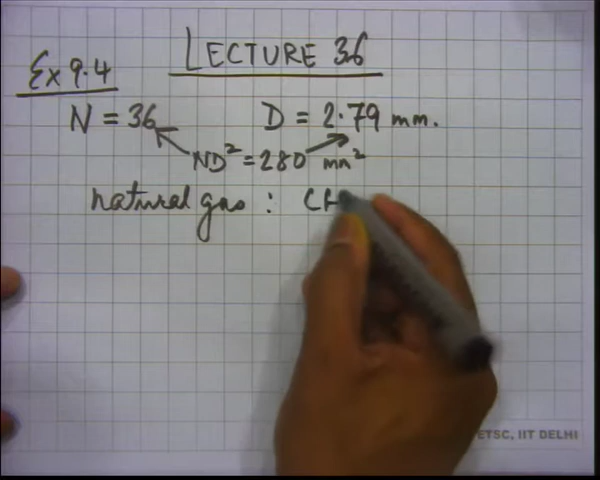 LECTURE 36
Ex 9.4
N = 36 D = 2.79 mm.
ND² = 280 mm²
natural gas : CH
ETSC, IIT DELHI